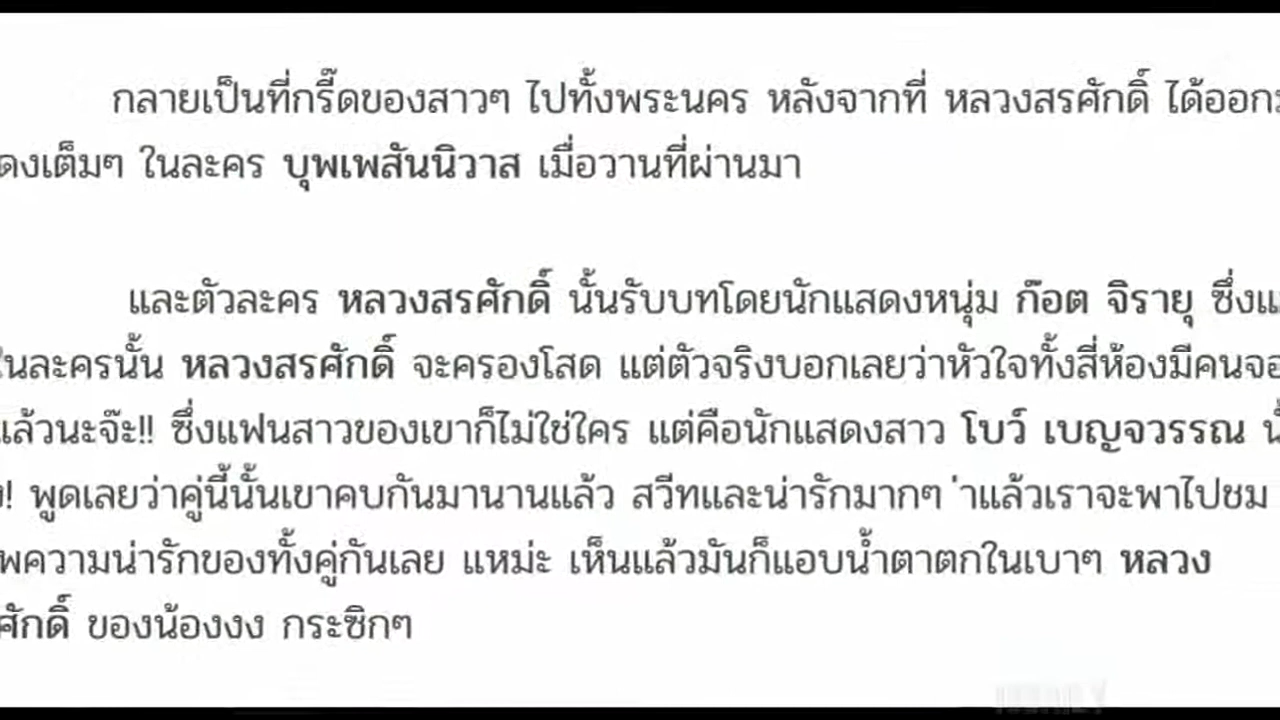 กลายเป็นที่กรี๊ดของสาวๆ ไปทั้งพระนคร หลังจากที่ หลวงสรศักดิ์ ได้ออก
ดงเต็มๆ ในละคร บุพเพสันนิวาส เมื่อวานที่ผ่านมา
และตัวละคร หลวงสรศักดิ์ นั้นรับบทโดยนักแสดงหนุ่ม ก๊อต จิรายุ ซึ่งแ
ในละครนั้น หลวงสรศักดิ์ จะครองโสด แต่ตัวจริงบอกเลยว่าหัวใจทั้งสี่ห้องมีคนจอ
แล้วนะจ๊ะ!! ซึ่งแฟนสาวของเขาก็ไม่ใช่ใคร แต่คือนักแสดงสาว โบว์ เบญจวรรณ นั้
! พูดเลยว่าคู่นี้นั้นเขาคบกันมานานแล้ว สวีทและน่ารักมากๆ ่าแล้วเราจะพาไปชม
พความน่ารักของทั้งคู่กันเลย แหม่ะ เห็นแล้วมันก็แอบน้ำตาตกในเบาๆ หลวง
ศักดิ์ ของน้องงง กระซิกๆ